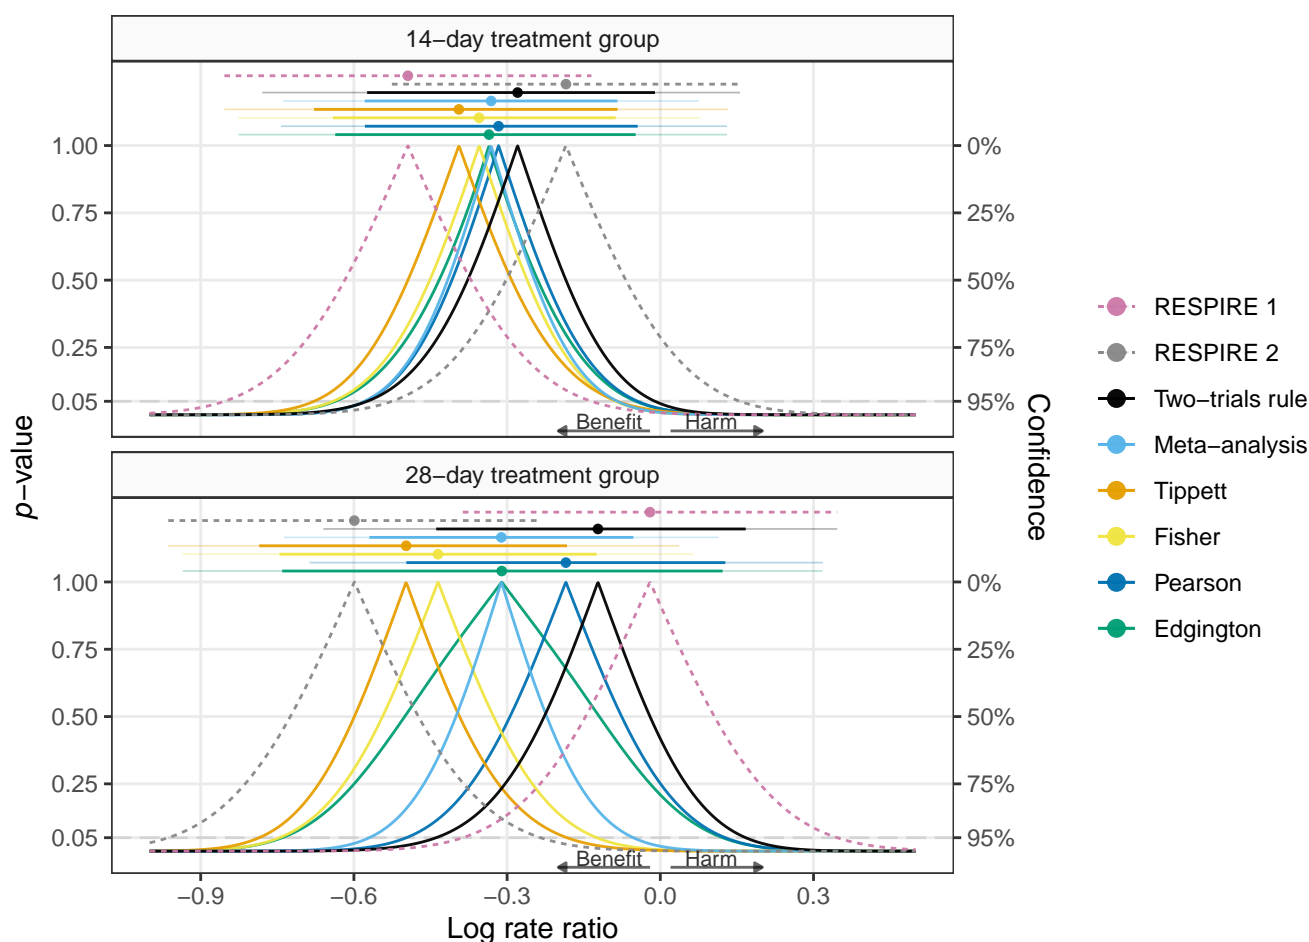 14−day treatment group
1.00
0.75
0.50
0.25
0.05
0%
25%
50%
75%
95%
Benefit
Harm
28−day treatment group
1.00
0.75
0.50
0.25
0.05
0%
25%
50%
75%
95%
Benefit
Harm
−0.9
−0.6
−0.3
0.0
0.3
Log rate ratio
p−value
Confidence
RESPIRE 1
RESPIRE 2
Two−trials rule
Meta−analysis
Tippett
Fisher
Pearson
Edgington